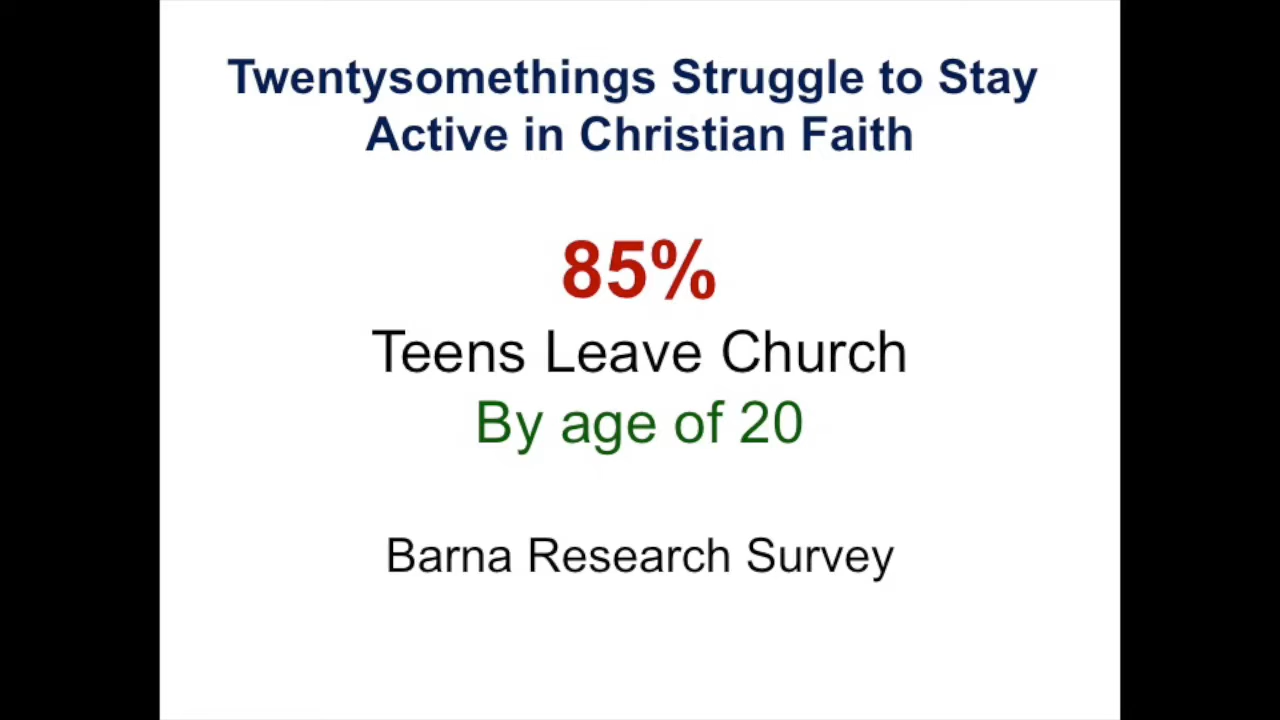 Twentysomethings Struggle to Stay
Active in Christian Faith
85%
Teens Leave Church
By age of 20
Barna Research Survey